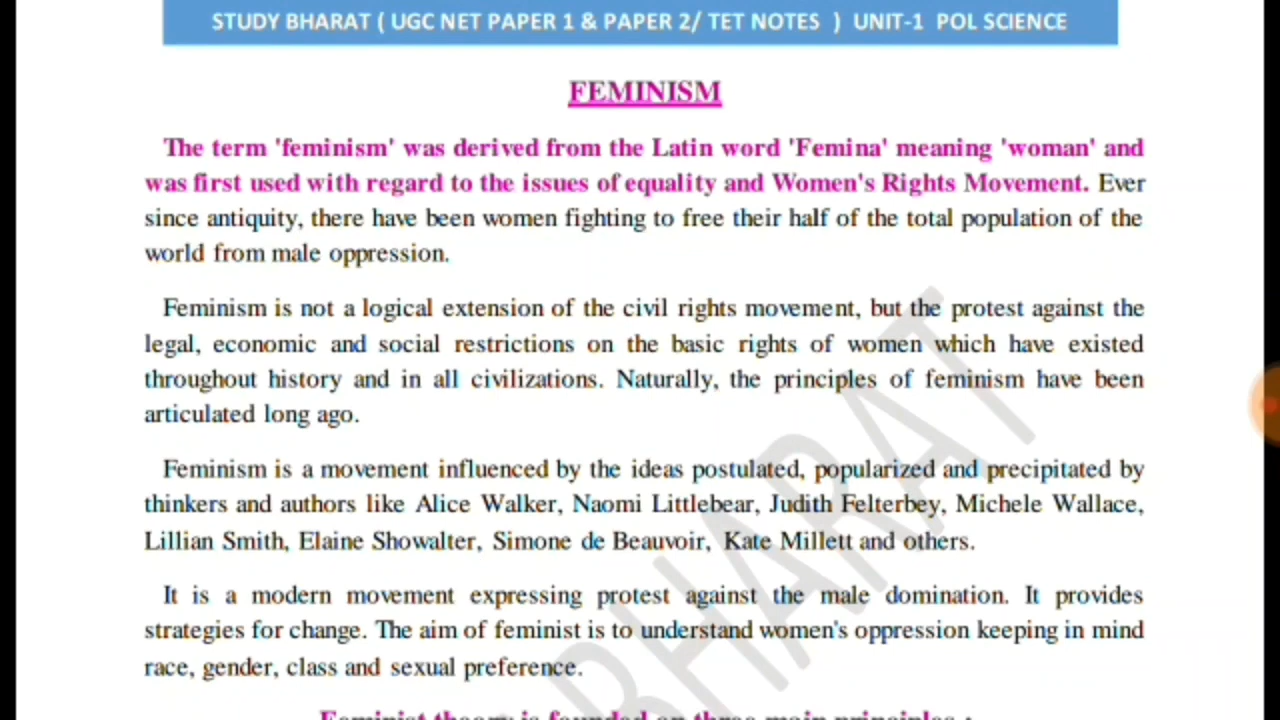 STUDY BHARAT ( UGC NET PAPER 1 & PAPER 2/ TET NOTES ) UNIT-1 POL SCIENCE
FEMINISM
The term 'feminism' was derived from the Latin word 'Femina' meaning 'woman' and
was first used with regard to the issues of equality and Women's Rights Movement. Ever
since antiquity, there have been women fighting to free their half of the total population of the
world from male oppression.
Feminism is not a logical extension of the civil rights movement, but the protest against the
legal, economic and social restrictions on the basic rights of women which have existed
throughout history and in all civilizations. Naturally, the principles of feminism have been
articulated long ago.
Feminism is a movement influenced by the ideas postulated, popularized and precipitated by
thinkers and authors like Alice Walker, Naomi Littlebear, Judith Felterbey, Michele Wallace,
Lillian Smith, Elaine Showalter, Simone de Beauvoir, Kate Millett and others.
It is a modern movement expressing protest against the male domination. It provides
strategies for change. The aim of feminist is to understand women's oppression keeping in mind
race, gender, class and sexual preference.
Feminist theory is founded on three main principles :
BHARAT